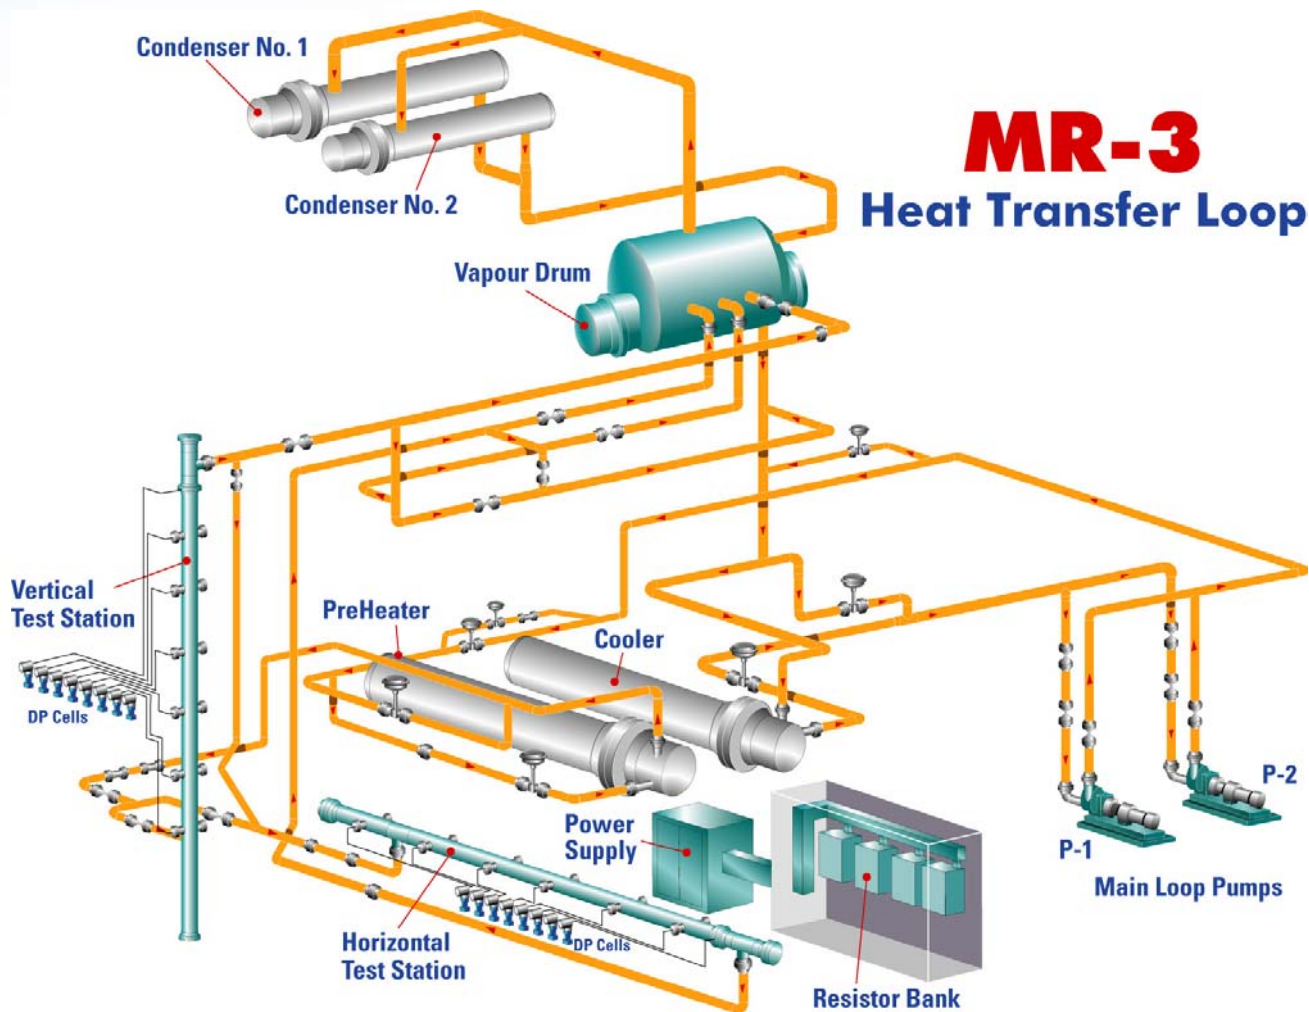 Condenser No. 1
MR-3
Heat Transfer Loop
Condenser No. 2
Vapour Drum
Vertical
Test Station
PreHeater
Cooler
DP Cells
P-2
Power
Supply
P-1
Main Loop Pumps
Horizontal
Test Station
DP Cells
Resistor Bank